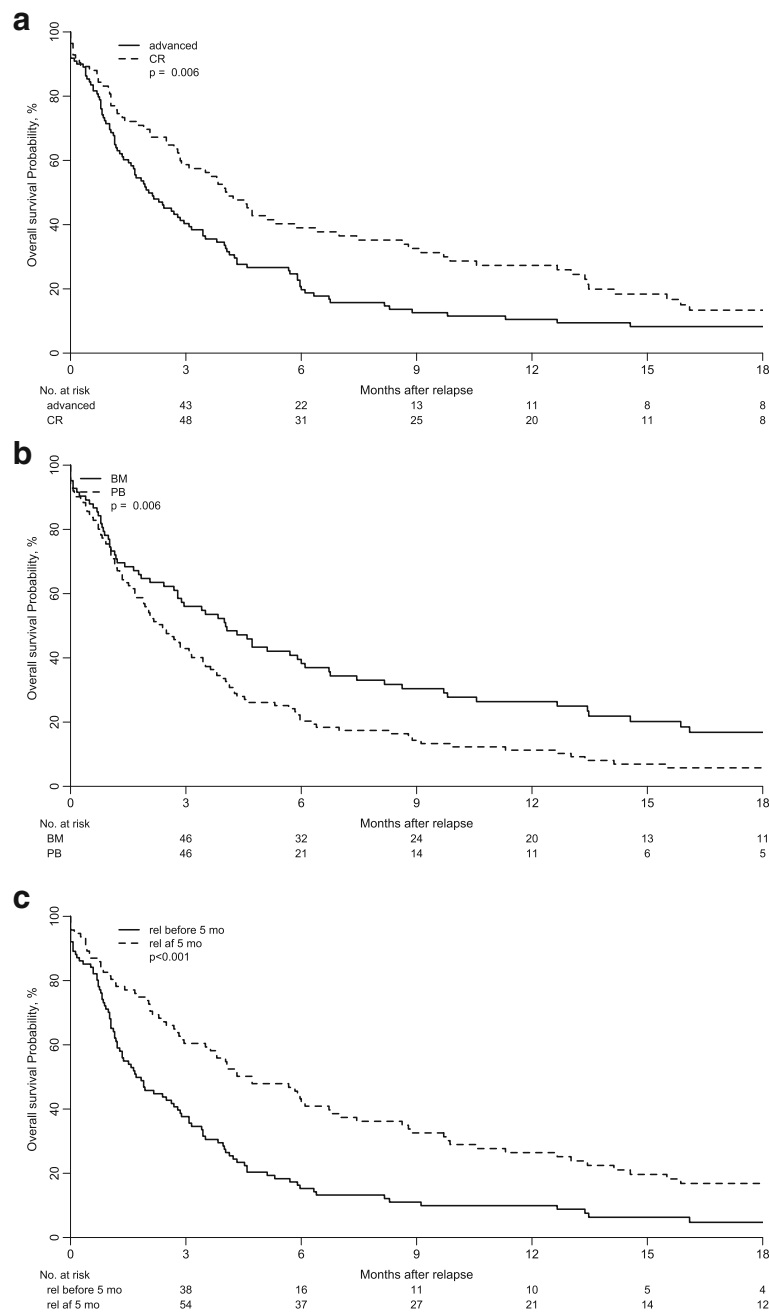 a
Overall survival Probability, %
100
80
60
40
20
0
advanced
CR
p = 0.006
0 3 6 9 12 15 18
No. at risk Months after relapse
advanced 43 22 13 11 8 8
CR 48 31 25 20 11 8
b
Overall survival Probability, %
100
80
60
40
20
0
BM
PB
p = 0.006
0 3 6 9 12 15 18
No. at risk Months after relapse
BM 46 32 24 20 13 11
PB 46 21 14 11 6 5
c
Overall survival Probability, %
100
80
60
40
20
0
rel before 5 mo
rel af 5 mo
p<0.001
0 3 6 9 12 15 18
No. at risk Months after relapse
rel before 5 mo 38 16 11 10 5 4
rel af 5 mo 54 37 27 21 14 12